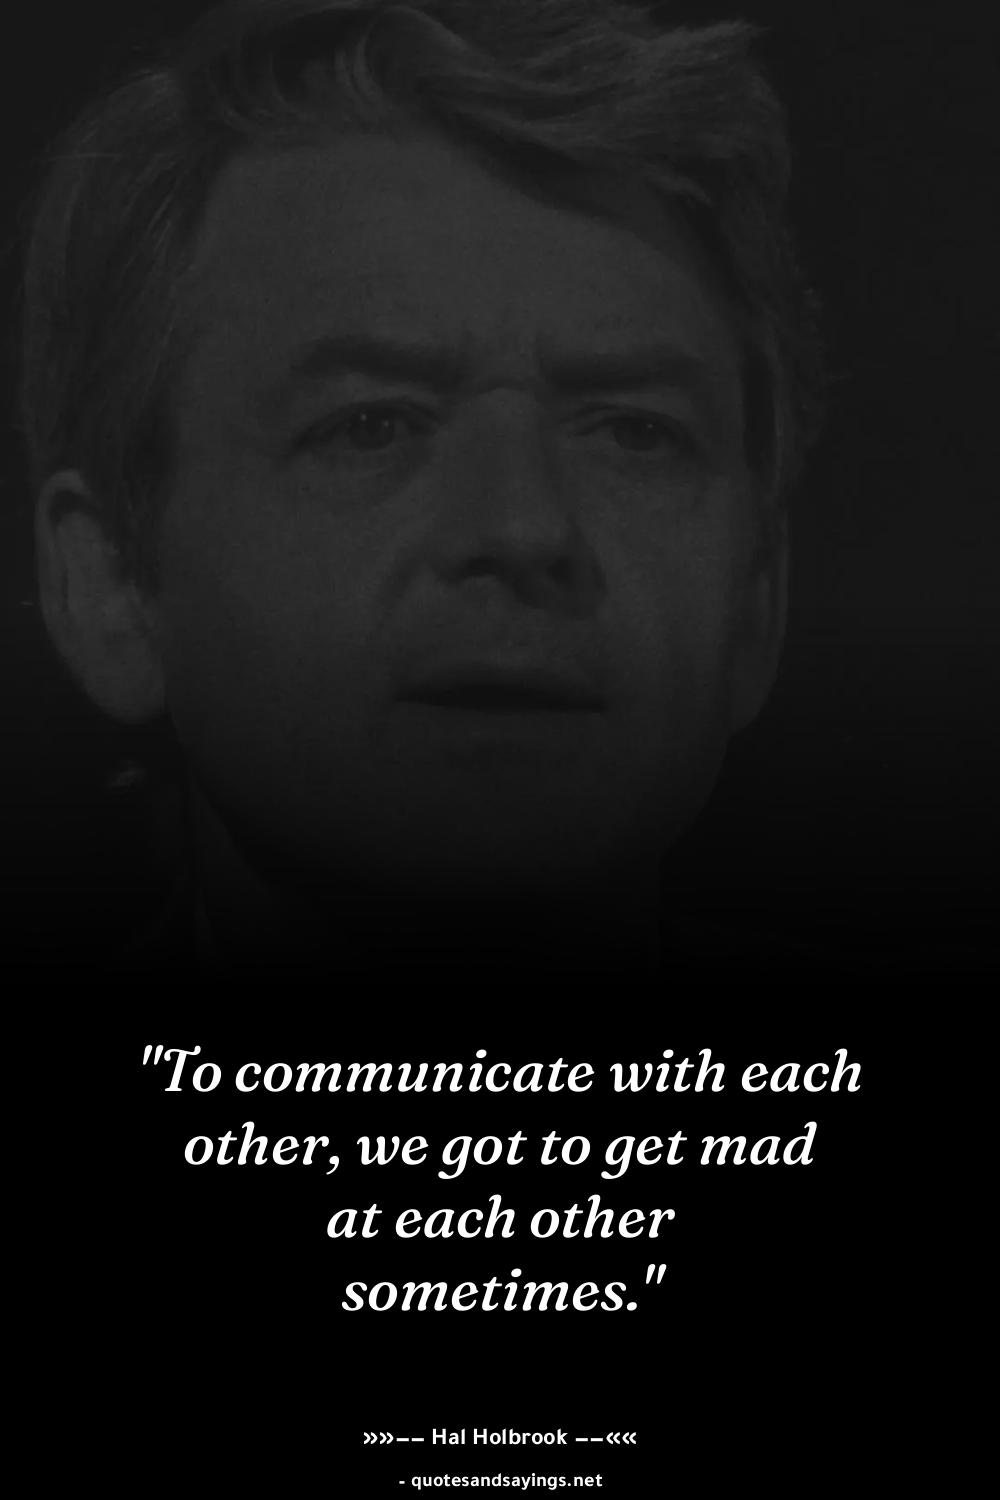 "To communicate with each
other, we got to get mad
at each other
sometimes."
»»−− Hal Holbrook −−««
- quotesandsayings.net